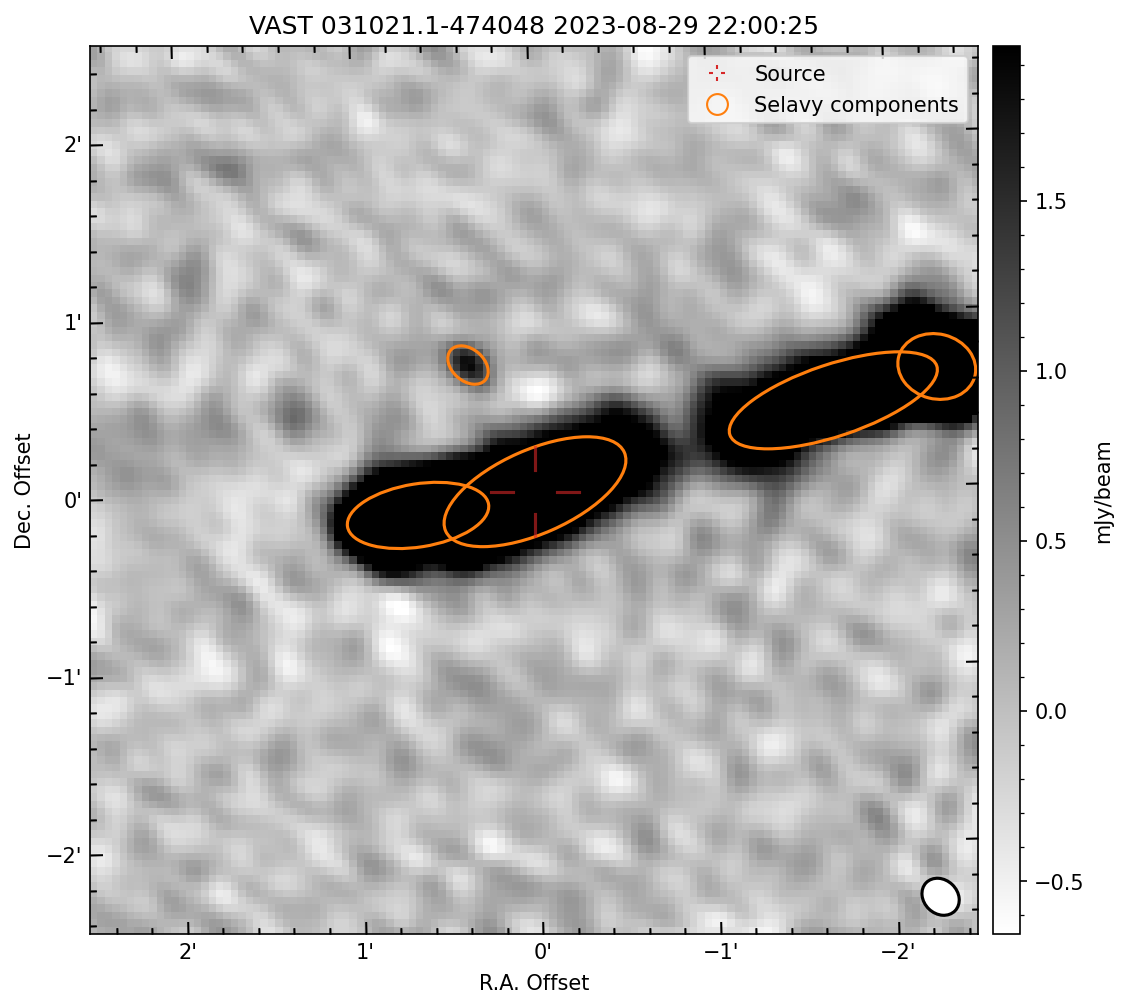 VAST 031021.1-474048 2023-08-29 22:00:25
Source
Selavy components
2'
1'
0'
−1'
−2'
Dec. Offset
2'
1'
0'
−1'
−2'
R.A. Offset
1.5
1.0
0.5
0.0
−0.5
mJy/beam